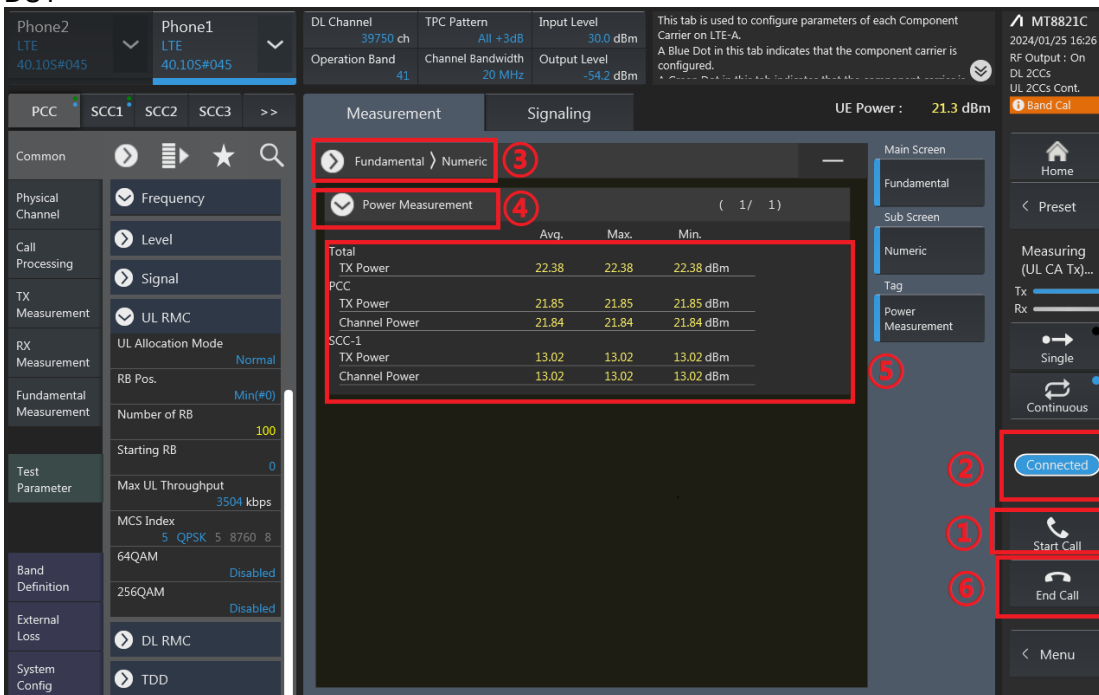 Phone2
LTE
40.10S#045
Phone1
LTE
40.10S#045
DL Channel
39750 ch
TPC Pattern
All +3dB
Input Level
30.0 dBm
Operation Band
41
Channel Bandwidth
20 MHz
Output Level
-54.2 dBm
This tab is used to configure parameters of each Component
Carrier on LTE-A.
A Blue Dot in this tab indicates that the component carrier is
configured.
MT8821C
2024/01/25 16:26
RF Output : On
DL 2CCs
UL 2CCs Cont.
Band Cal
PCC
SCC1
SCC2
SCC3
>>
Measurement
Signaling
UE Power : 21.3 dBm
Common
Physical
Channel
Call
Processing
TX
Measurement
RX
Measurement
Fundamental
Measurement
Test
Parameter
Band
Definition
External
Loss
System
Config
Frequency
Level
Signal
UL RMC
UL Allocation Mode
Normal
RB Pos.
Min(#0)
Number of RB
100
Starting RB
0
Max UL Throughput
3504 kbps
MCS Index
5 QPSK 5 8760 8
64QAM
Disabled
256QAM
Disabled
DL RMC
TDD
Fundamental 〉 Numeric
③
Power Measurement
④
( 1/ 1)
Avg. Max. Min.
Total
TX Power 22.38 22.38 22.38 dBm
PCC
TX Power 21.85 21.85 21.85 dBm
Channel Power 21.84 21.84 21.84 dBm
SCC-1
TX Power 13.02 13.02 13.02 dBm
Channel Power 13.02 13.02 13.02 dBm
⑤
Main Screen
Fundamental
Sub Screen
Numeric
Tag
Power
Measurement
Home
< Preset
Measuring
(UL CA Tx)...
Tx
Rx
Single
Continuous
②
Connected
①
Start Call
⑥
End Call
< Menu